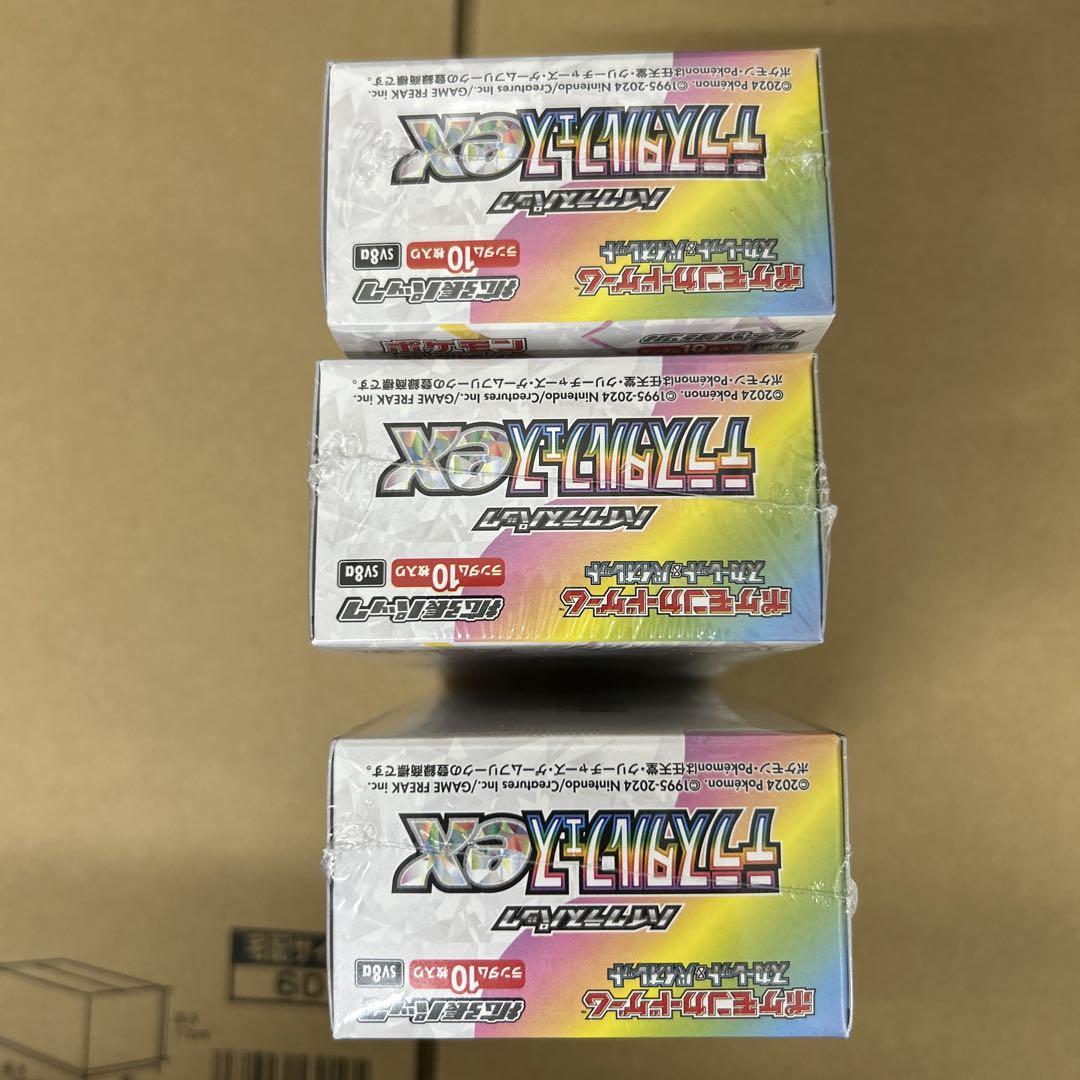 ©2024 Pokémon. ©1995-2024 Nintendo/Creatures Inc./GAME FREAK inc.
ポケモン・Pokémonは任天堂・クリーチャーズ・ゲームフリークの登録商標です。
テラスタルフェスex
ハイクラスパック
ポケモンカードゲーム
スカーレット&バイオレット
拡張パック
ランダム10枚入り
SV8a
©2024 Pokémon. ©1995-2024 Nintendo/Creatures Inc./GAME FREAK inc.
ポケモン・Pokémonは任天堂・クリーチャーズ・ゲームフリークの登録商標です。
テラスタルフェスex
ハイクラスパック
ポケモンカードゲーム
スカーレット&バイオレット
拡張パック
ランダム10枚入り
SV8a
©2024 Pokémon. ©1995-2024 Nintendo/Creatures Inc./GAME FREAK inc.
ポケモン・Pokémonは任天堂・クリーチャーズ・ゲームフリークの登録商標です。
テラスタルフェスex
ハイクラスパック
ポケモンカードゲーム
スカーレット&バイオレット
拡張パック
ランダム10枚入り
SV8a